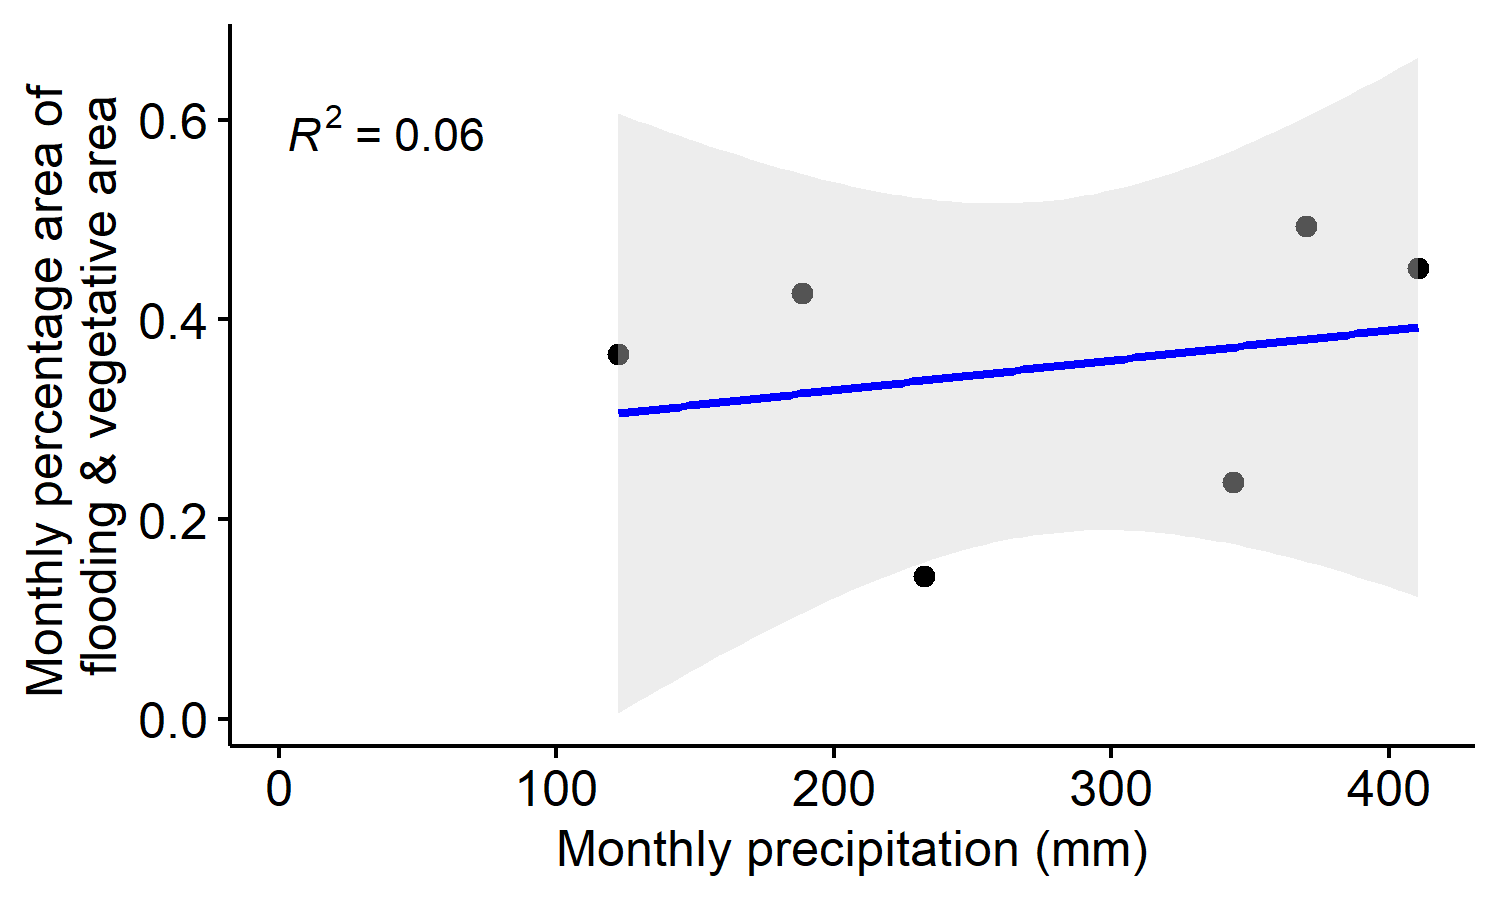 Monthly percentage area of
flooding & vegetative area
R² = 0.06
0.6
0.4
0.2
0.0
0 100 200 300 400
Monthly precipitation (mm)